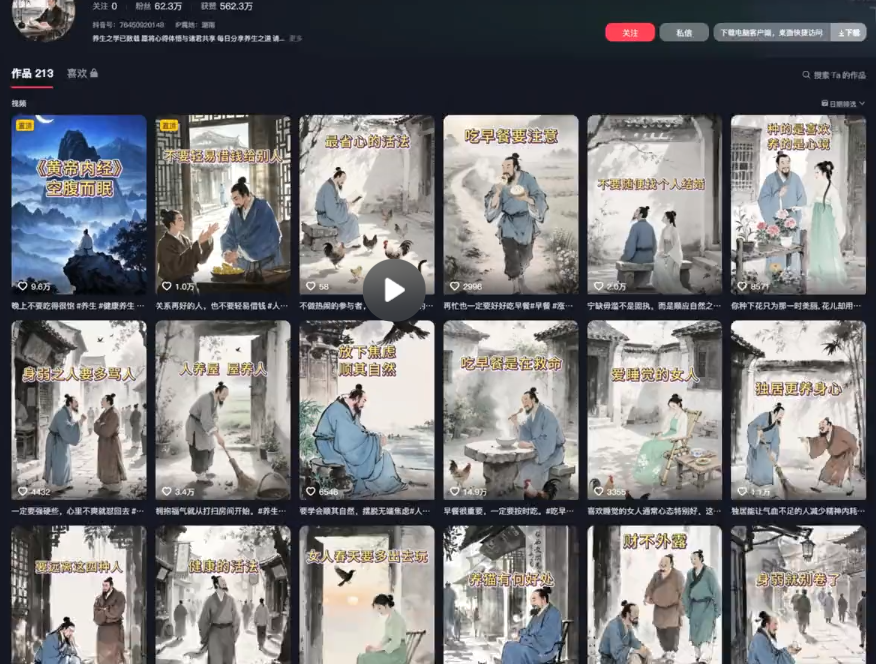 关注 0 粉丝 62.3万 获赞 562.3万
抖音号：76450920148 IP属地：湖南
养生之学已散载 愿将心得体悟与诸君共享 每日分享养生之道 请... 更多
关注
私信
下载电脑客户端，桌面快捷访问
下载
作品 213
喜欢
搜索 Ta 的作品
视频
日期筛选
置顶
《黄帝内经》
空腹而眠
9.6万
置顶
不要轻易借钱给别人
1.0万
最省心的活法
58
吃早餐要注意
2996
不要随便找个人结婚
2.6万
种的是喜欢
养的是心境
8571
晚上不要吃得很饱 #养生 #健康养生 ...
关系再好的人，也不要轻易借钱 #人...
不做热闹的参与者，
再忙也一定要好好吃早餐#早餐 #涨...
宁缺毋滥不是固执，而是顺应自然之...
你种下花只为那一时美丽, 花儿却用...
身弱之人要多骂人
4432
人养屋 屋养人
3.4万
放下焦虑
顺其自然
6546
吃早餐是在救命
14.9万
爱睡觉的女人
3355
独居更养身心
1.1万
一定要强硬些，心里不爽就怼回去 #...
拥抱福气就从打扫房间开始。#养生...
要学会顺其自然，摆脱无端焦虑#人...
早餐很重要，一定要按时吃。#吃早...
喜欢睡觉的女人通常心态特别好，这...
独居能让气血不足的人减少精神内耗...
要远离这四种人
健康的活法
女人春天要多出去玩
养猫有何好处
财不外露
身弱就别卷了